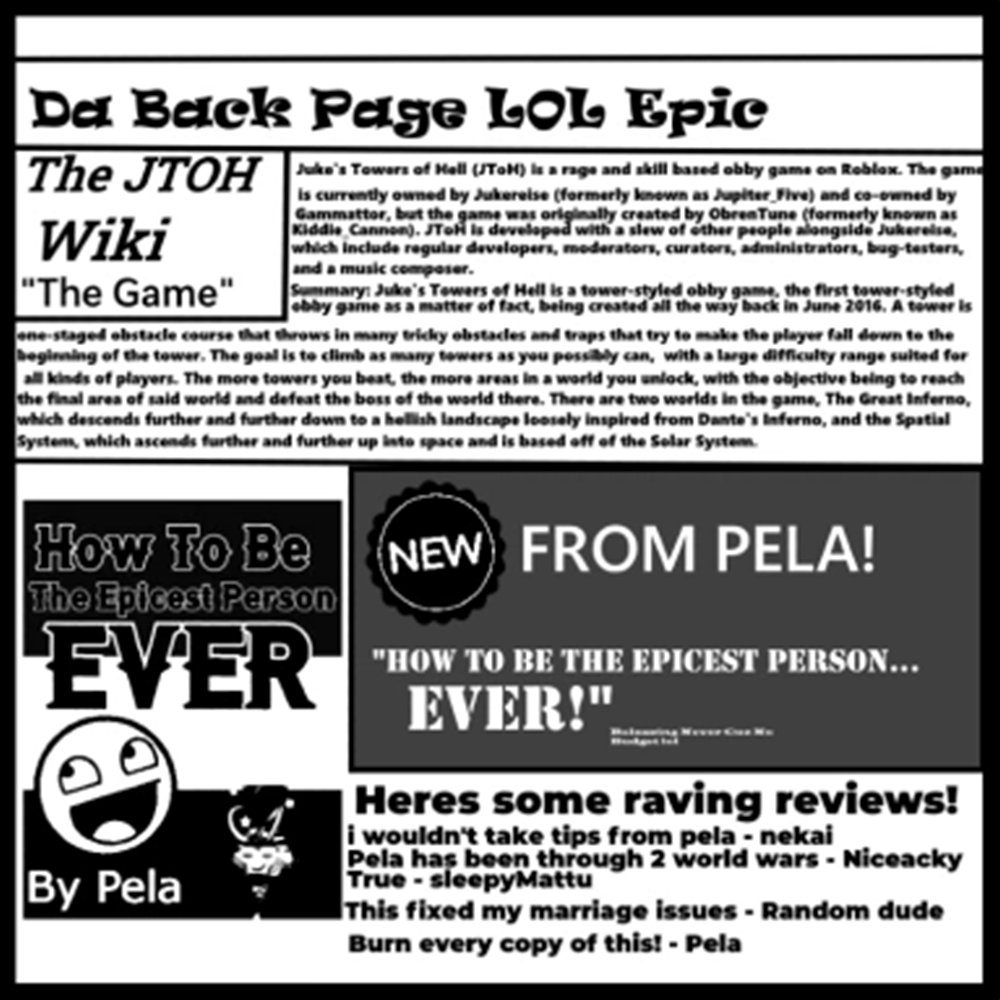 Da Back Page LOL Epic
The JTOH
Wiki
"The Game"
Juke's Towers of Hell (JToH) is a rage and skill based obby game on Roblox. The game
is currently owned by Jukereise (formerly known as Jupiter_Five) and co-owned by
Gammattor, but the game was originally created by ObrenTune (formerly known as
Kiddie_Cannon). JToH is developed with a slew of other people alongside Jukereise,
which include regular developers, moderators, curators, administrators, bug-testers,
and a music composer.
Summary: Juke's Towers of Hell is a tower-styled obby game, the first tower-styled
obby game as a matter of fact, being created all the way back in June 2016. A tower is
one-staged obstacle course that throws in many tricky obstacles and traps that try to make the player fall down to the
beginning of the tower. The goal is to climb as many towers as you possibly can, with a large difficulty range suited for
all kinds of players. The more towers you beat, the more areas in a world you unlock, with the objective being to reach
the final area of said world and defeat the boss of the world there. There are two worlds in the game, The Great Inferno,
which descends further and further down to a hellish landscape loosely inspired from Dante's Inferno, and the Spatial
System, which ascends further and further up into space and is based off of the Solar System.
How To Be
The Epicest Person
EVER
By Pela
NEW
FROM PELA!
"HOW TO BE THE EPICEST PERSON...
EVER!"
Releasing Never Cuz No
Budget lol
Heres some raving reviews!
i wouldn't take tips from pela - nekai
Pela has been through 2 world wars - Niceacky
True - sleepyMattu
This fixed my marriage issues - Random dude
Burn every copy of this! - Pela